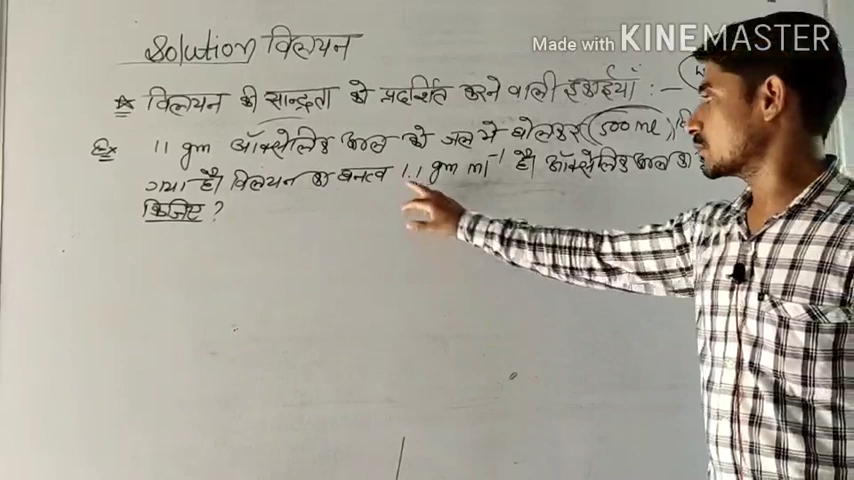 Made with KINEMASTER
Solution विलयन
* विलयन की सान्द्रता को प्रदर्शित करने वाली इकाईयाँ :-
Ex 11 gm ऑक्सेलिक अम्ल को जल मे घोलकर (500 ml)
गया है। विलयन का घनत्व 1.1 gm ml⁻¹ है। ऑक्सेलिक अम्ल का
किजिए ?